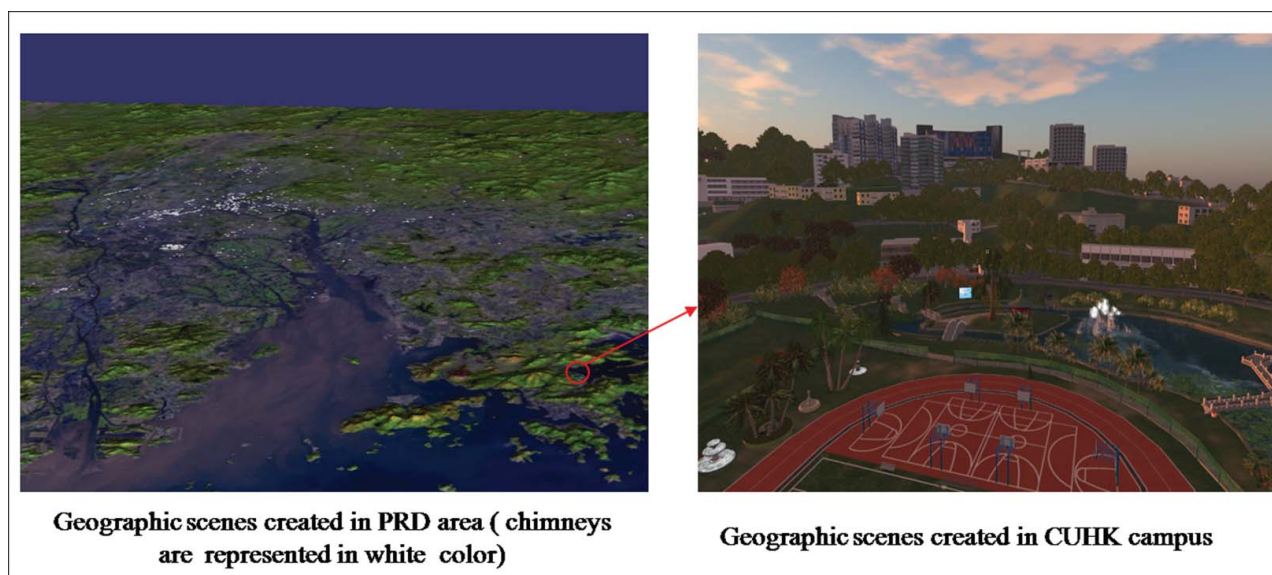 Geographic scenes created in PRD area ( chimneys
are represented in white color)
Geographic scenes created in CUHK campus